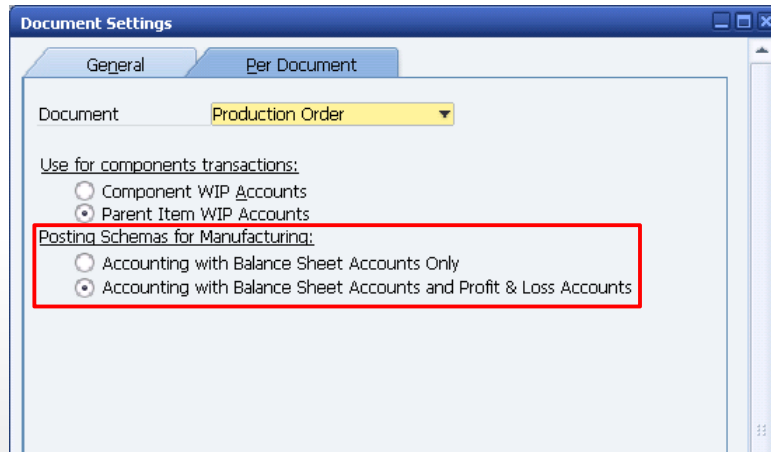 Document Settings
General
Per Document
Document Production Order
Use for components transactions:
Component WIP Accounts
Parent Item WIP Accounts
Posting Schemas for Manufacturing:
Accounting with Balance Sheet Accounts Only
Accounting with Balance Sheet Accounts and Profit & Loss Accounts